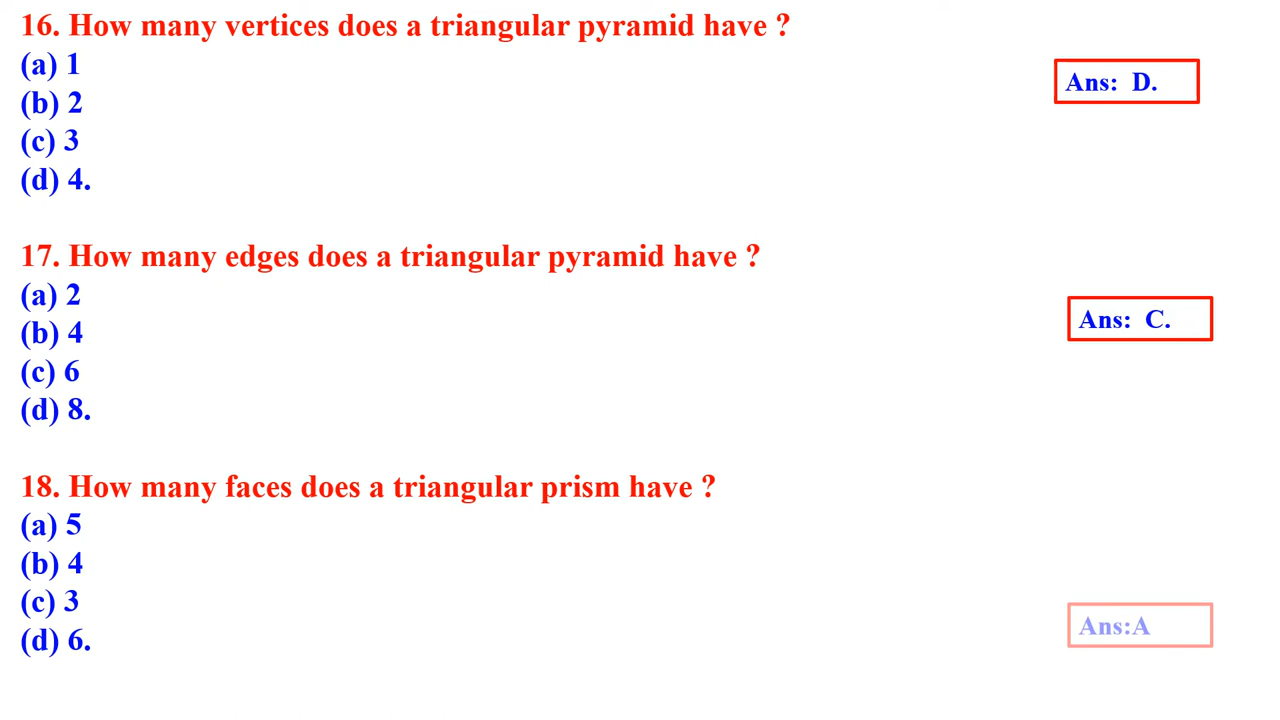 16. How many vertices does a triangular pyramid have ?
(a) 1
(b) 2
(c) 3
(d) 4.
Ans:  D.
17. How many edges does a triangular pyramid have ?
(a) 2
(b) 4
(c) 6
(d) 8.
Ans:  C.
18. How many faces does a triangular prism have ?
(a) 5
(b) 4
(c) 3
(d) 6.
Ans:A